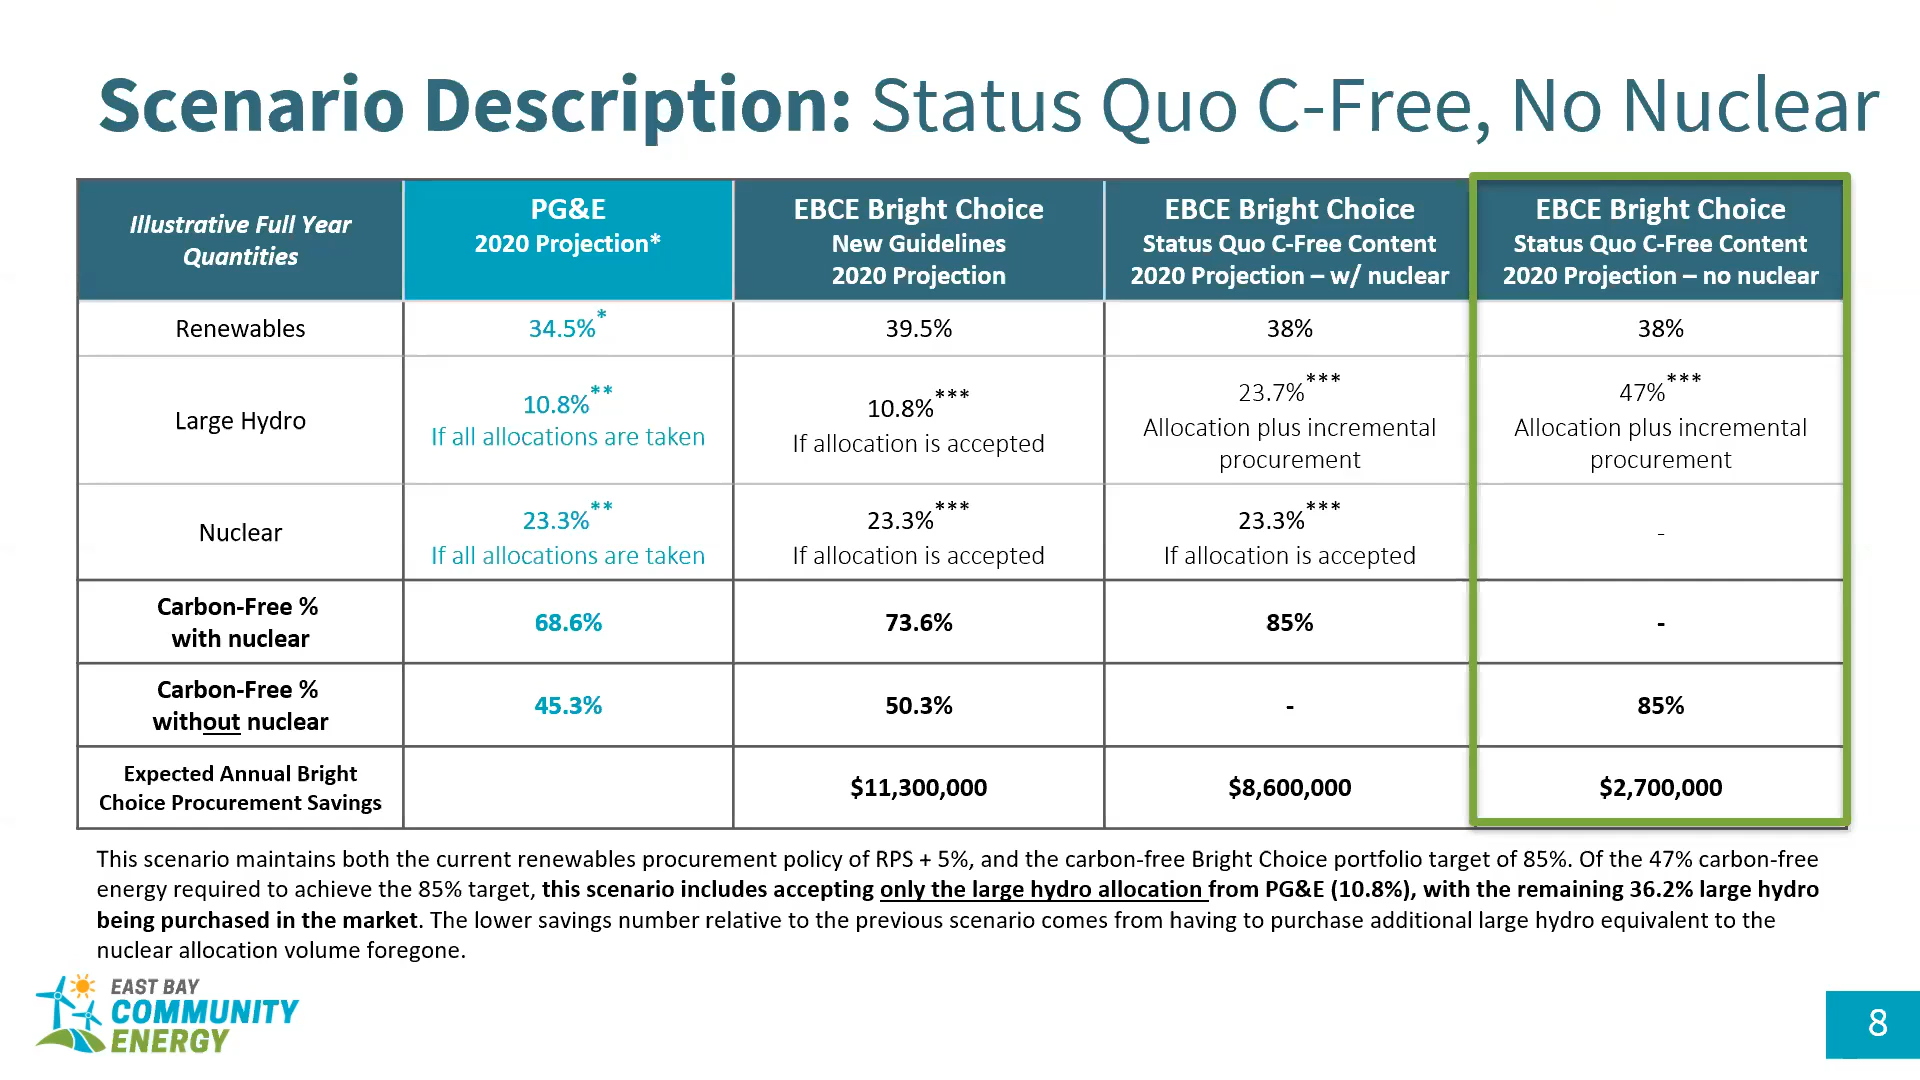 Scenario Description: Status Quo C-Free, No Nuclear
Illustrative Full Year
Quantities
PG&E
2020 Projection*
EBCE Bright Choice
New Guidelines
2020 Projection
EBCE Bright Choice
Status Quo C-Free Content
2020 Projection – w/ nuclear
EBCE Bright Choice
Status Quo C-Free Content
2020 Projection – no nuclear
Renewables
34.5%*
39.5%
38%
38%
Large Hydro
10.8%**
If all allocations are taken
10.8%***
If allocation is accepted
23.7%***
Allocation plus incremental
procurement
47%***
Allocation plus incremental
procurement
Nuclear
23.3%**
If all allocations are taken
23.3%***
If allocation is accepted
23.3%***
If allocation is accepted
-
Carbon-Free %
with nuclear
68.6%
73.6%
85%
-
Carbon-Free %
without nuclear
45.3%
50.3%
-
85%
Expected Annual Bright
Choice Procurement Savings
$11,300,000
$8,600,000
$2,700,000
This scenario maintains both the current renewables procurement policy of RPS + 5%, and the carbon-free Bright Choice portfolio target of 85%. Of the 47% carbon-free
energy required to achieve the 85% target, this scenario includes accepting only the large hydro allocation from PG&E (10.8%), with the remaining 36.2% large hydro
being purchased in the market. The lower savings number relative to the previous scenario comes from having to purchase additional large hydro equivalent to the
nuclear allocation volume foregone.
EAST BAY
COMMUNITY
ENERGY
8